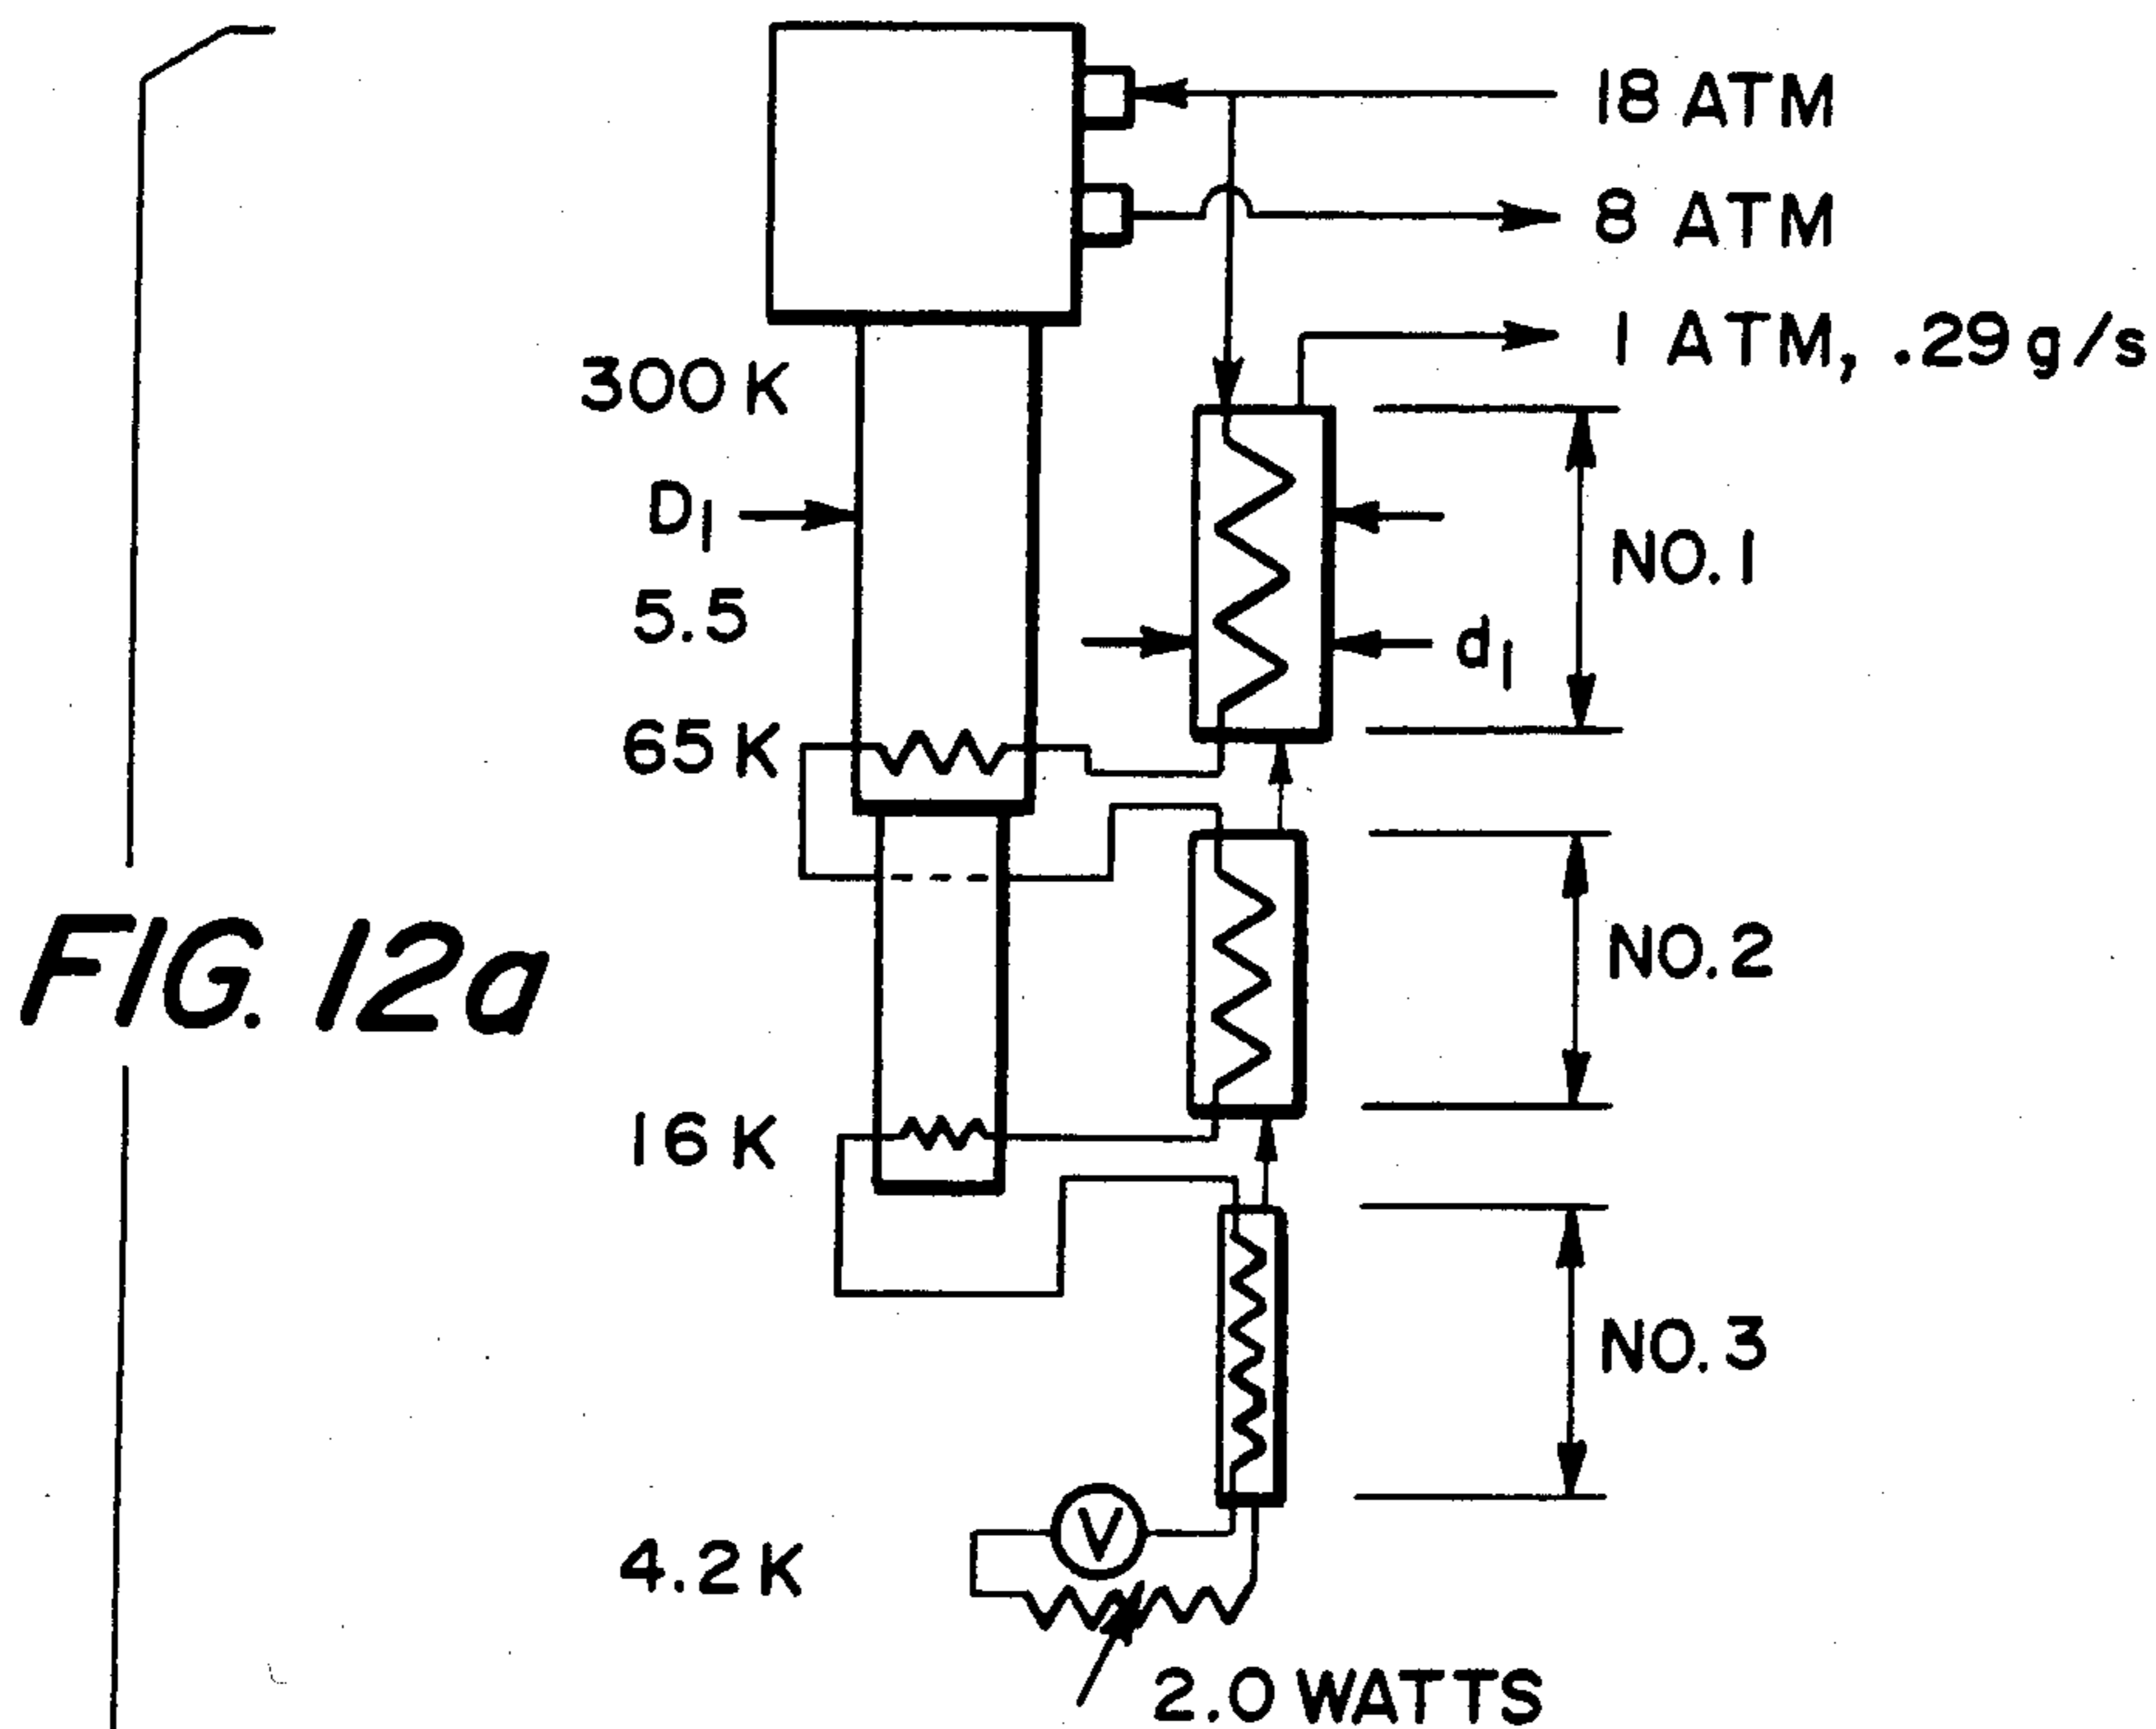 18 ATM
8 ATM
1 ATM, .29 g/s
300 K
D1
5.5
NO. 1
d1
65 K
NO. 2
FIG. 12a
16 K
NO. 3
V
4.2 K
2.0 WATTS